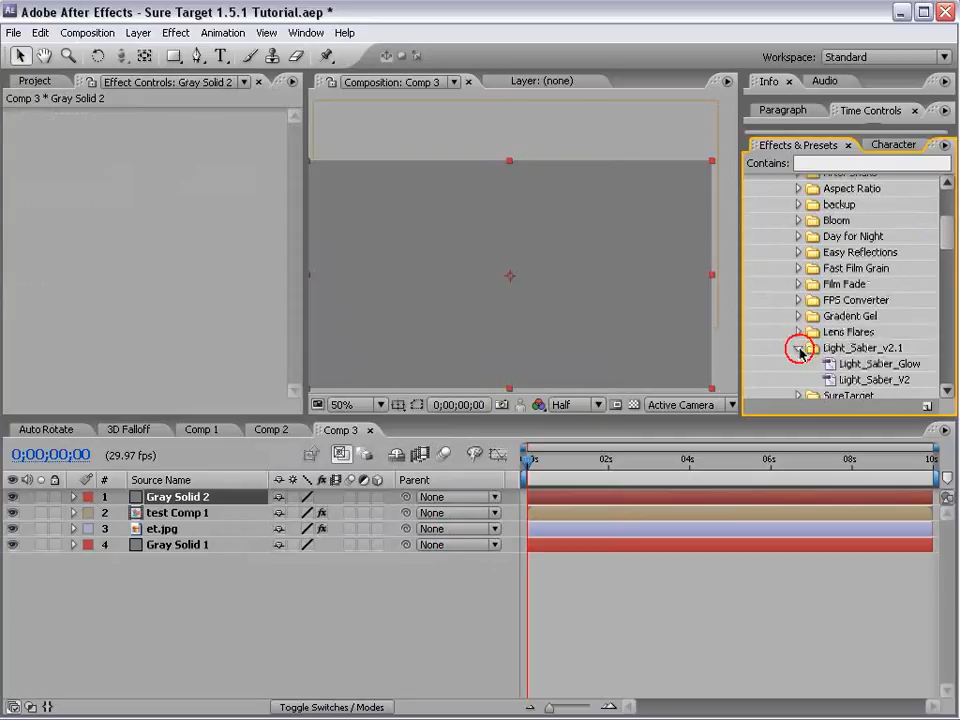 Adobe After Effects - Sure Target 1.5.1 Tutorial.aep *
File Edit Composition Layer Effect Animation View Window Help
Workspace: Standard
Project Effect Controls: Gray Solid 2
Composition: Comp 3 Layer: (none)
Info Audio
Comp 3 * Gray Solid 2
Paragraph Time Controls
Effects & Presets Character
Contains:
Aspect Ratio
backup
Bloom
Day for Night
Easy Reflections
Fast Film Grain
Film Fade
FPS Converter
Gradent Gel
Lens Flares
Light_Saber_v2.1
Light_Saber_Glow
Light_Saber_V2
SureTarget
50% 0;00;00;00 Half Active Camera
Auto Rotate 3D Falloff Comp 1 Comp 2 Comp 3
0;00;00;00 (29.97 fps)
02s 04s 06s 08s 10s
# Source Name Parent
1 Gray Solid 2 None
2 test Comp 1 None
3 et.jpg None
4 Gray Solid 1 None
Toggle Switches / Modes